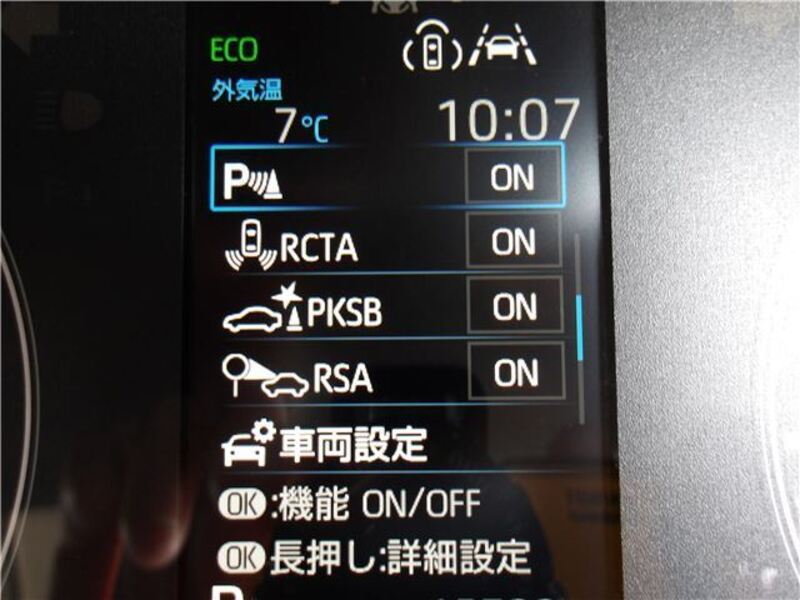 ECO
外気温
7℃ 10:07
P ON
RCTA ON
PKSB ON
RSA ON
車両設定
OK:機能 ON/OFF
OK長押し:詳細設定
P